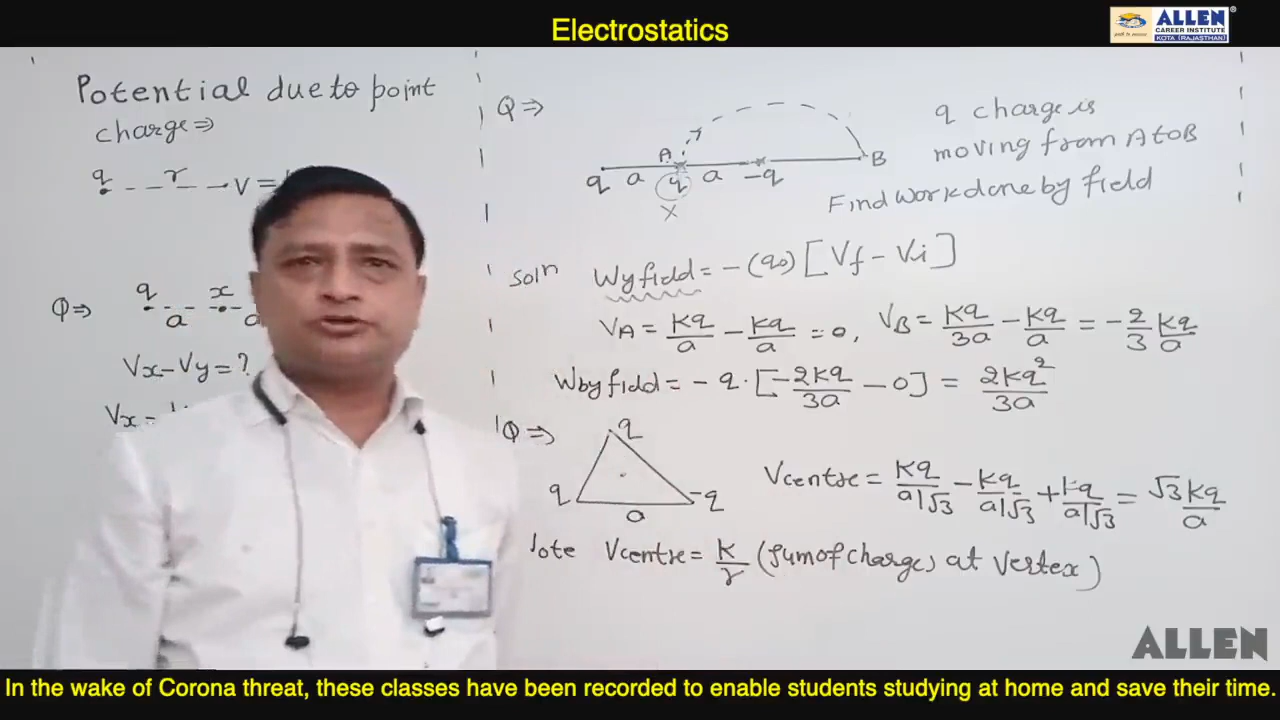 Electrostatics
ALLEN
CAREER INSTITUTE
KOTA (RAJASTHAN)
Potential due to point
charge⇒
q r V =
Q⇒ q x
a a
Vx-Vy=?
Vx=
Q⇒
A B
q a q a -q
X
q charge is
moving from A to B
Find work done by field
Soln Wyfield = -(q0)[Vf - Vi]
VA = kq/a - kq/a = 0, VB = kq/3a - kq/a = -2/3 kq/a
Wby field = -q·[-2kq/3a - 0] = 2kq²/3a
Q⇒ q
q -q
a
Vcentre = kq/a/√3 - kq/a/√3 + kq/a/√3 = √3kq/a
ote Vcentre = k/r (sum of charges at vertex)
ALLEN
In the wake of Corona threat, these classes have been recorded to enable students studying at home and save their time.